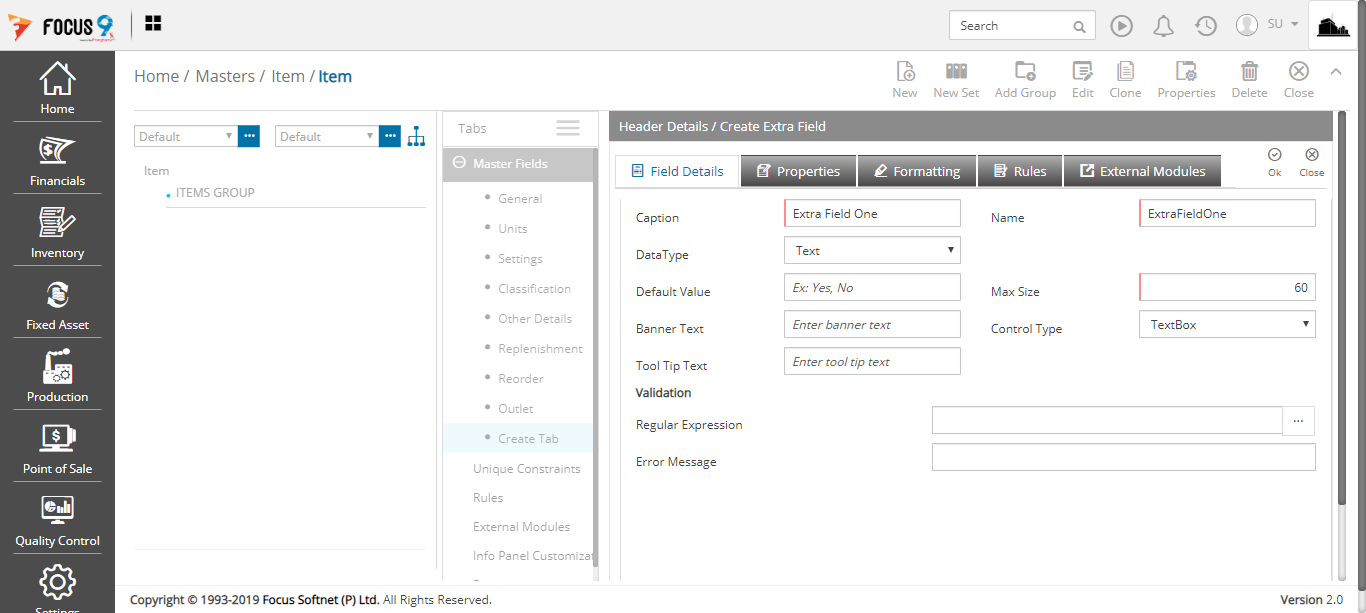 FOCUS 9
Search
SU
Home
Financials
Inventory
Fixed Asset
Production
Point of Sale
Quality Control
Settings
Home / Masters / Item / Item
New
New Set
Add Group
Edit
Clone
Properties
Delete
Close
Default
...
Default
...
Item
ITEMS GROUP
Tabs
Master Fields
General
Units
Settings
Classification
Other Details
Replenishment
Reorder
Outlet
Create Tab
Unique Constraints
Rules
External Modules
Info Panel Customizat
Header Details / Create Extra Field
Field Details
Properties
Formatting
Rules
External Modules
Ok
Close
Caption
Extra Field One
Name
ExtraFieldOne
DataType
Text
Default Value
Ex: Yes, No
Max Size
60
Banner Text
Enter banner text
Control Type
TextBox
Tool Tip Text
Enter tool tip text
Validation
Regular Expression
...
Error Message
Copyright © 1993-2019 Focus Softnet (P) Ltd. All Rights Reserved.
Version 2.0